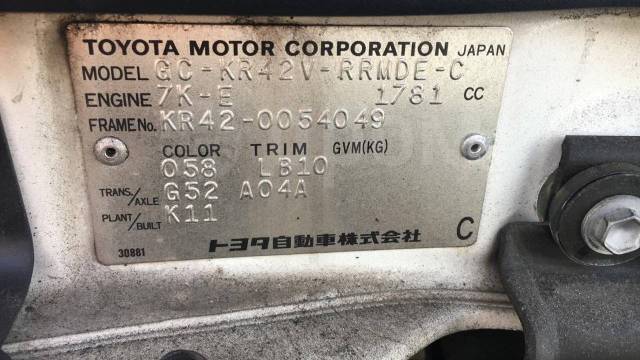 TOYOTA MOTOR CORPORATION JAPAN
MODEL GC-KR42V-RRMDE-C
ENGINE 7K-E 1781 CC
FRAME No. KR42-0054049
COLOR TRIM GVM(KG)
058 LB10
TRANS./AXLE G52 A04A
PLANT/BUILT K11
30881 トヨタ自動車株式会社 C